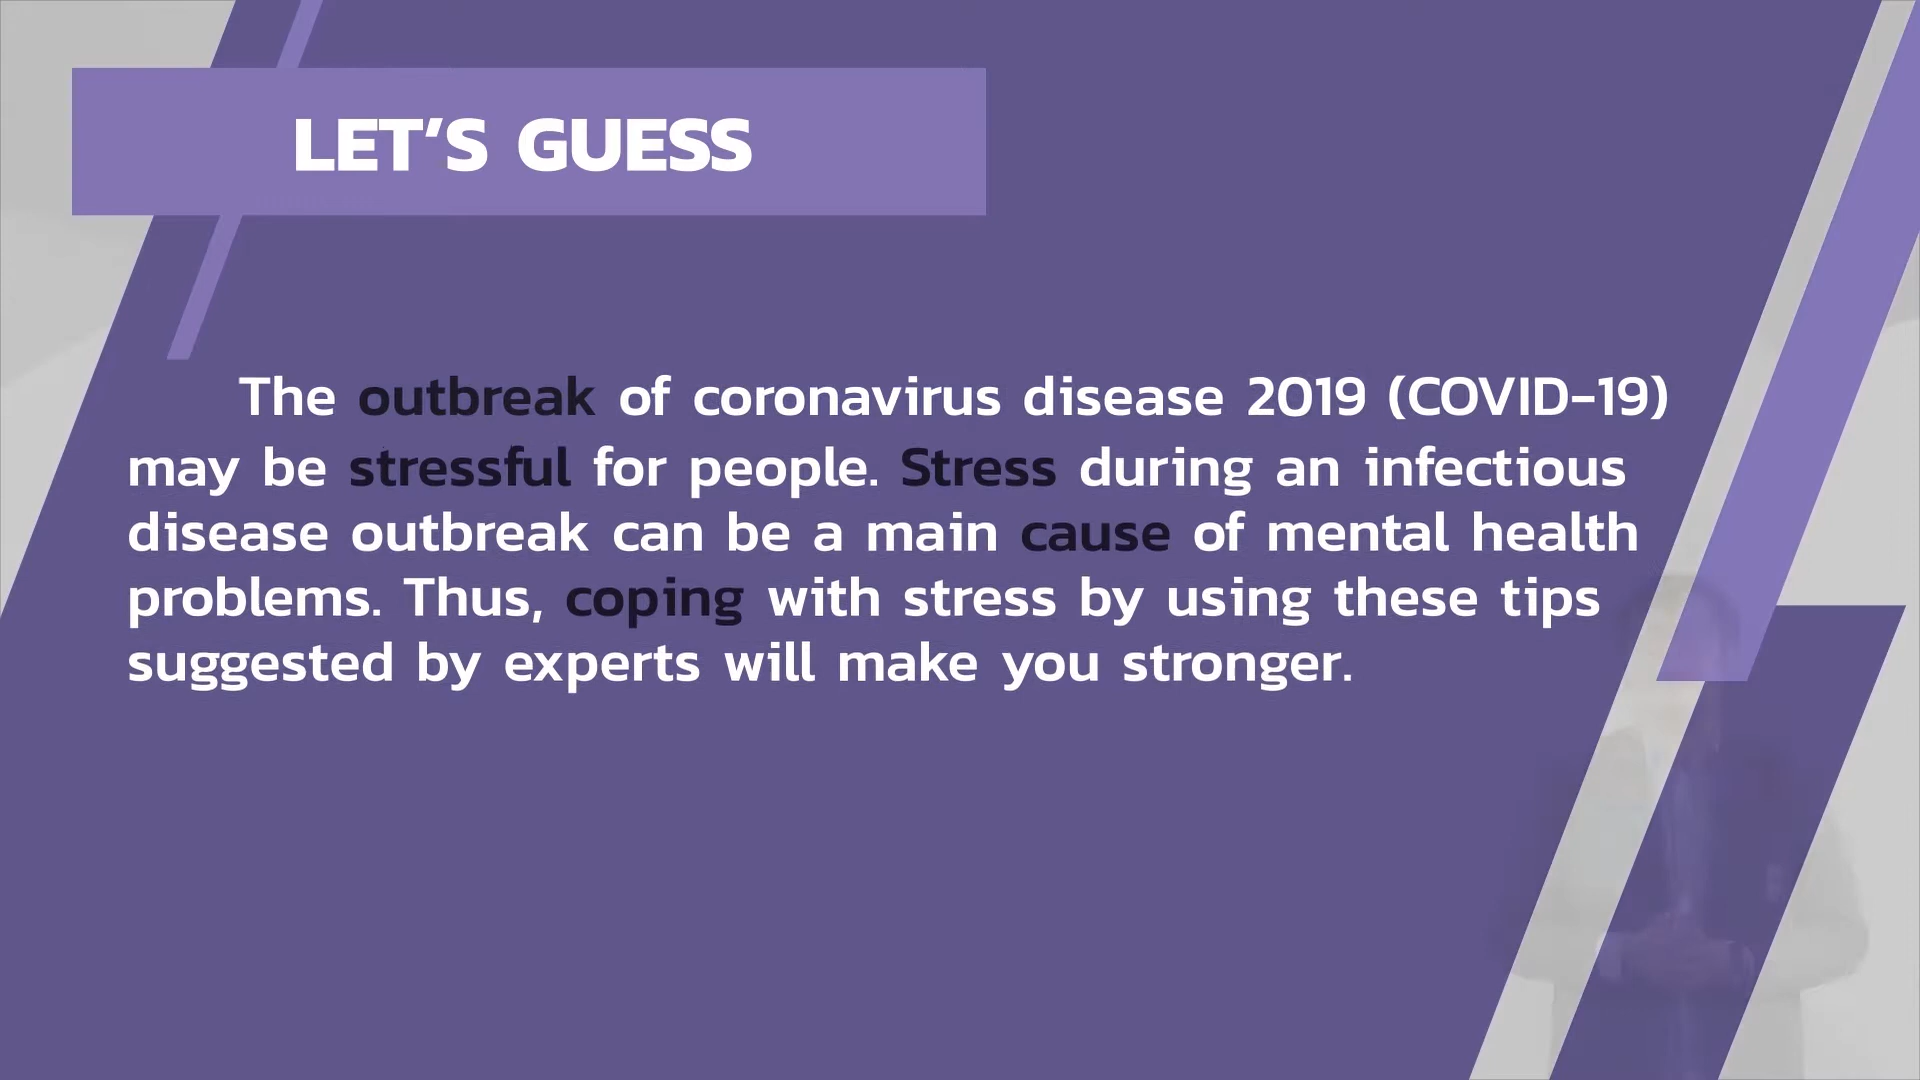 LET’S GUESS
The outbreak of coronavirus disease 2019 (COVID-19)
may be stressful for people. Stress during an infectious
disease outbreak can be a main cause of mental health
problems. Thus, coping with stress by using these tips
suggested by experts will make you stronger.